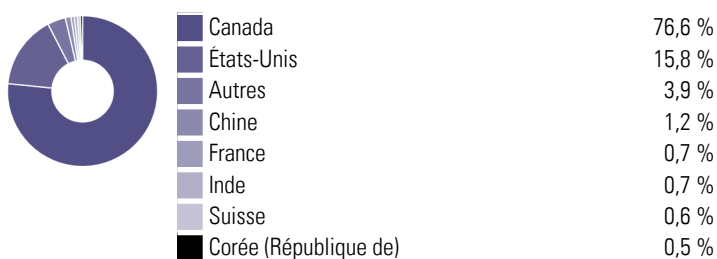 Canada 76,6 %
États-Unis 15,8 %
Autres 3,9 %
Chine 1,2 %
France 0,7 %
Inde 0,7 %
Suisse 0,6 %
Corée (République de) 0,5 %